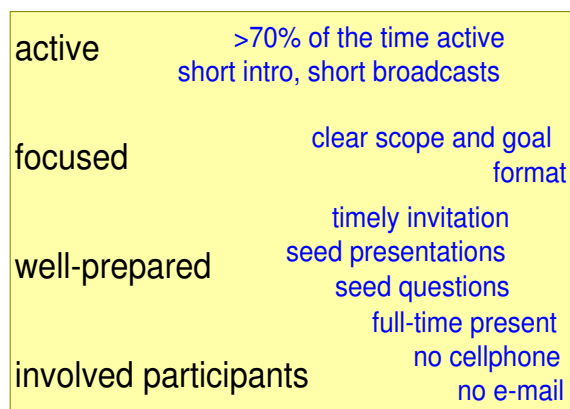 active
>70% of the time active
short intro, short broadcasts
focused
clear scope and goal
format
well-prepared
timely invitation
seed presentations
seed questions
involved participants
full-time present
no cellphone
no e-mail